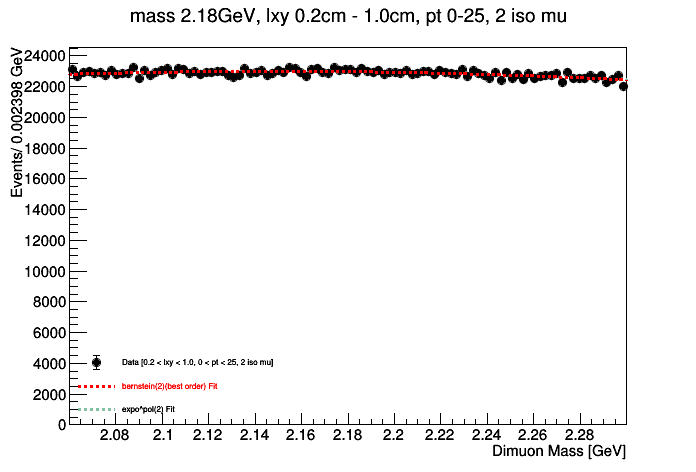 mass 2.18GeV, lxy 0.2cm - 1.0cm, pt 0-25, 2 iso mu
Events/ 0.002398 GeV
24000
22000
20000
18000
16000
14000
12000
10000
8000
6000
4000
2000
0
Data [0.2 < lxy < 1.0, 0 < pt < 25, 2 iso mu]
bernstein(2)(best order) Fit
expo*pol(2) Fit
2.08 2.1 2.12 2.14 2.16 2.18 2.2 2.22 2.24 2.26 2.28
Dimuon Mass [GeV]